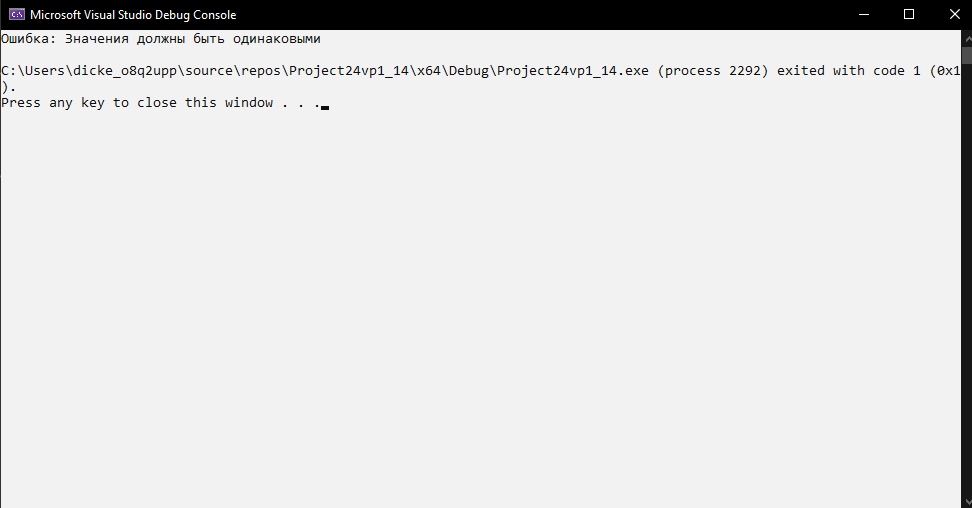 Microsoft Visual Studio Debug Console
Ошибка: Значения должны быть одинаковыми
C:\Users\dicke_o8q2upp\source\repos\Project24vp1_14\x64\Debug\Project24vp1_14.exe (process 2292) exited with code 1 (0x1
).
Press any key to close this window . . .